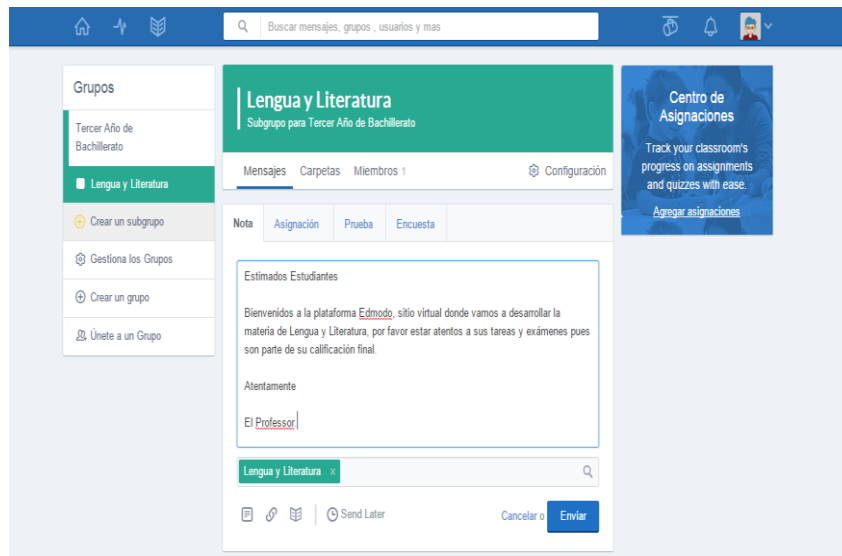 Buscar mensajes, grupos , usuarios y mas
Grupos
Tercer Año de
Bachillerato
Lengua y Literatura
Crear un subgrupo
Gestiona los Grupos
Crear un grupo
Únete a un Grupo
Lengua y Literatura
Subgrupo para Tercer Año de Bachillerato
Mensajes Carpetas Miembros 1 Configuración
Nota Asignación Prueba Encuesta
Estimados Estudiantes
Bienvenidos a la plataforma Edmodo, sitio virtual donde vamos a desarrollar la
materia de Lengua y Literatura, por favor estar atentos a sus tareas y exámenes pues
son parte de su calificación final.
Atentamente
El Professor.
Lengua y Literatura x
Send Later Cancelar o Enviar
Centro de
Asignaciones
Track your classroom's
progress on assignments
and quizzes with ease.
Agregar asignaciones